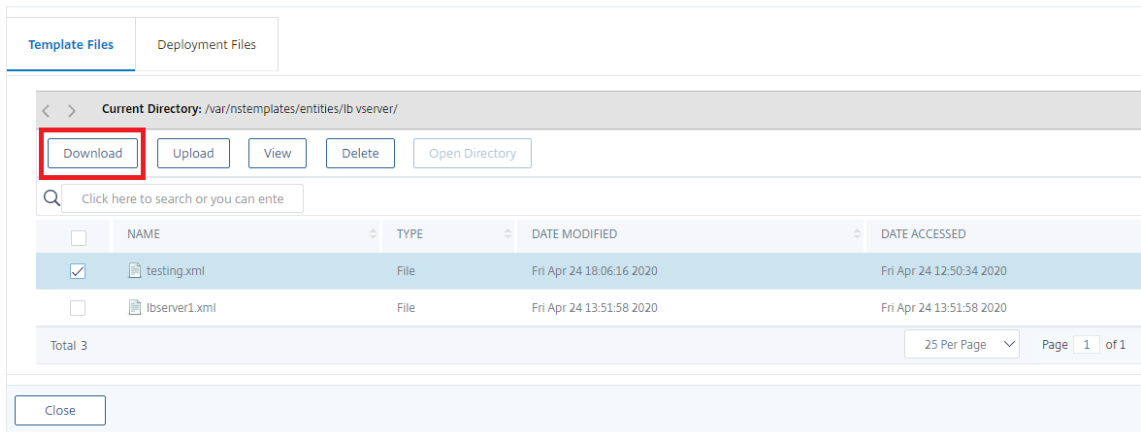 Template Files Deployment Files
Current Directory: /var/nstemplates/entities/lb vserver/
Download Upload View Delete Open Directory
Click here to search or you can ente
NAME TYPE DATE MODIFIED DATE ACCESSED
testing.xml File Fri Apr 24 18:06:16 2020 Fri Apr 24 12:50:34 2020
lbserver1.xml File Fri Apr 24 13:51:58 2020 Fri Apr 24 13:51:58 2020
Total 3 25 Per Page Page 1 of 1
Close